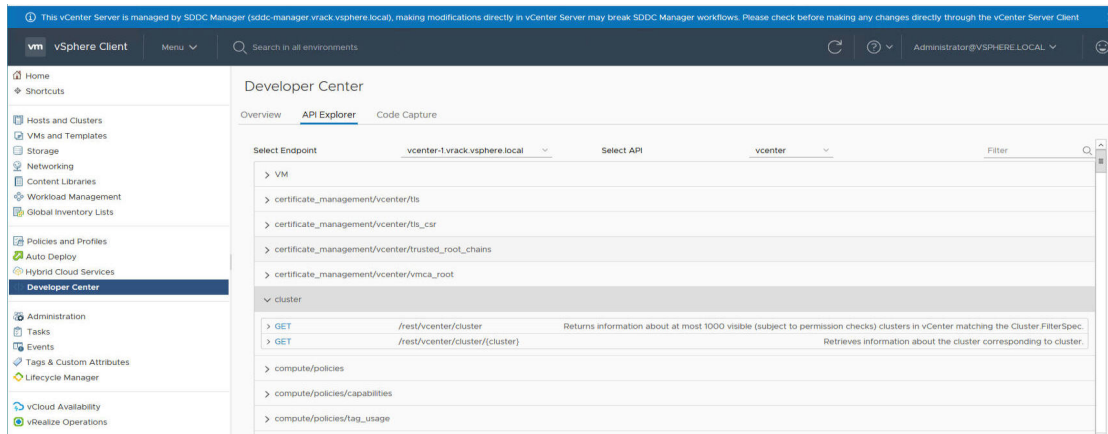 This vCenter Server is managed by SDDC Manager (sddc-manager.vrack.vsphere.local), making modifications directly in vCenter Server may break SDDC Manager workflows. Please check before making any changes directly through the vCenter Server Client
vm vSphere Client Menu Search in all environments Administrator@VSPHERE.LOCAL
Home
Shortcuts
Hosts and Clusters
VMs and Templates
Storage
Networking
Content Libraries
Workload Management
Global Inventory Lists
Policies and Profiles
Auto Deploy
Hybrid Cloud Services
Developer Center
Administration
Tasks
Events
Tags & Custom Attributes
Lifecycle Manager
vCloud Availability
vRealize Operations
Developer Center
Overview API Explorer Code Capture
Select Endpoint vcenter-1.vrack.vsphere.local Select API vcenter Filter
VM
certificate_management/vcenter/tls
certificate_management/vcenter/tls_csr
certificate_management/vcenter/trusted_root_chains
certificate_management/vcenter/vmca_root
cluster
GET /rest/vcenter/cluster Returns information about at most 1000 visible (subject to permission checks) clusters in vCenter matching the Cluster.FilterSpec.
GET /rest/vcenter/cluster/{cluster} Retrieves information about the cluster corresponding to cluster.
compute/policies
compute/policies/capabilities
compute/policies/tag_usage